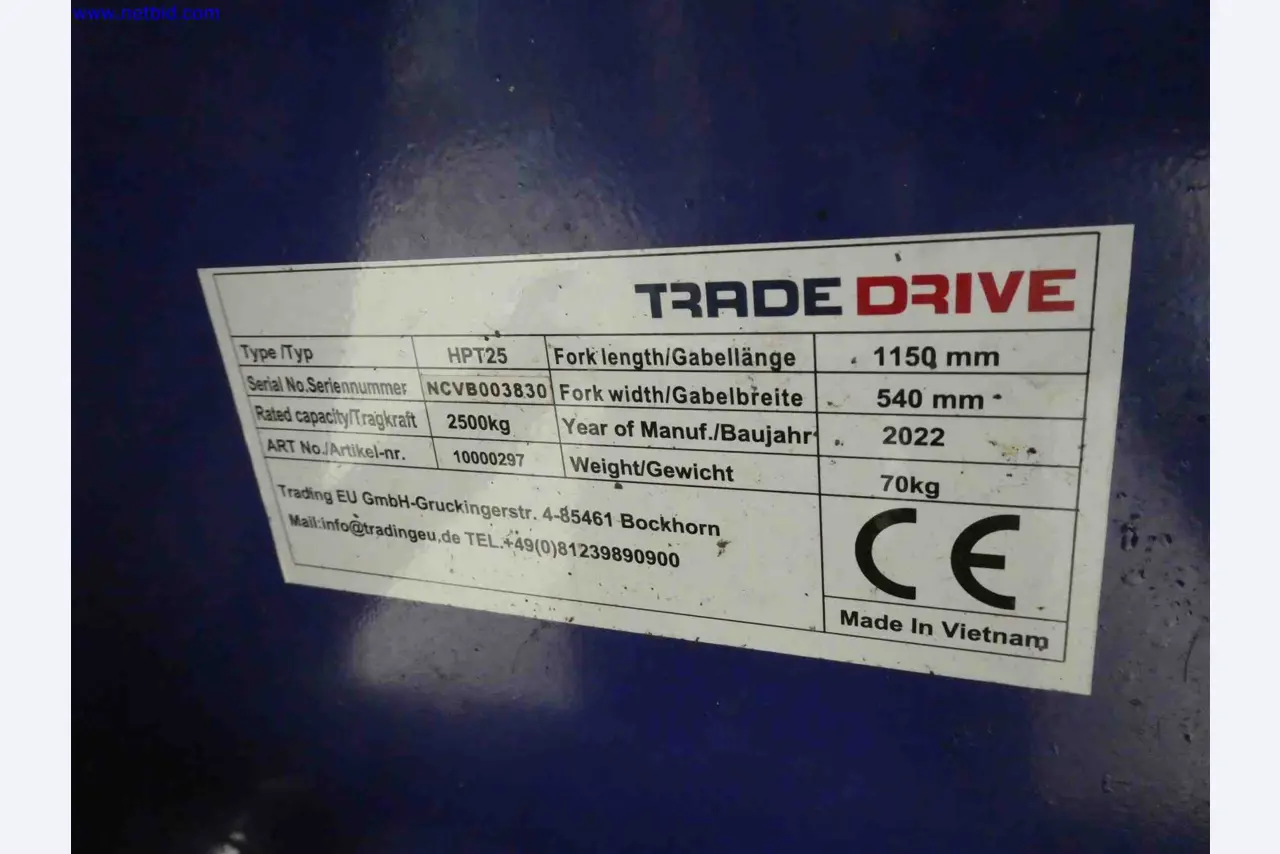 www.netbid.com
TRADE DRIVE
Type /Typ HPT25 Fork length/Gabellänge 1150 mm
Serial No.Seriennummer NCVB003830 Fork width/Gabelbreite 540 mm
Rated capacity/Tragkraft 2500kg Year of Manuf./Baujahr 2022
ART No./Artikel-nr. 10000297 Weight/Gewicht 70kg
Trading EU GmbH-Gruckingerstr. 4-85461 Bockhorn
Mail:info@tradingeu,de TEL.+49(0)81239890900
CE
Made In Vietnam